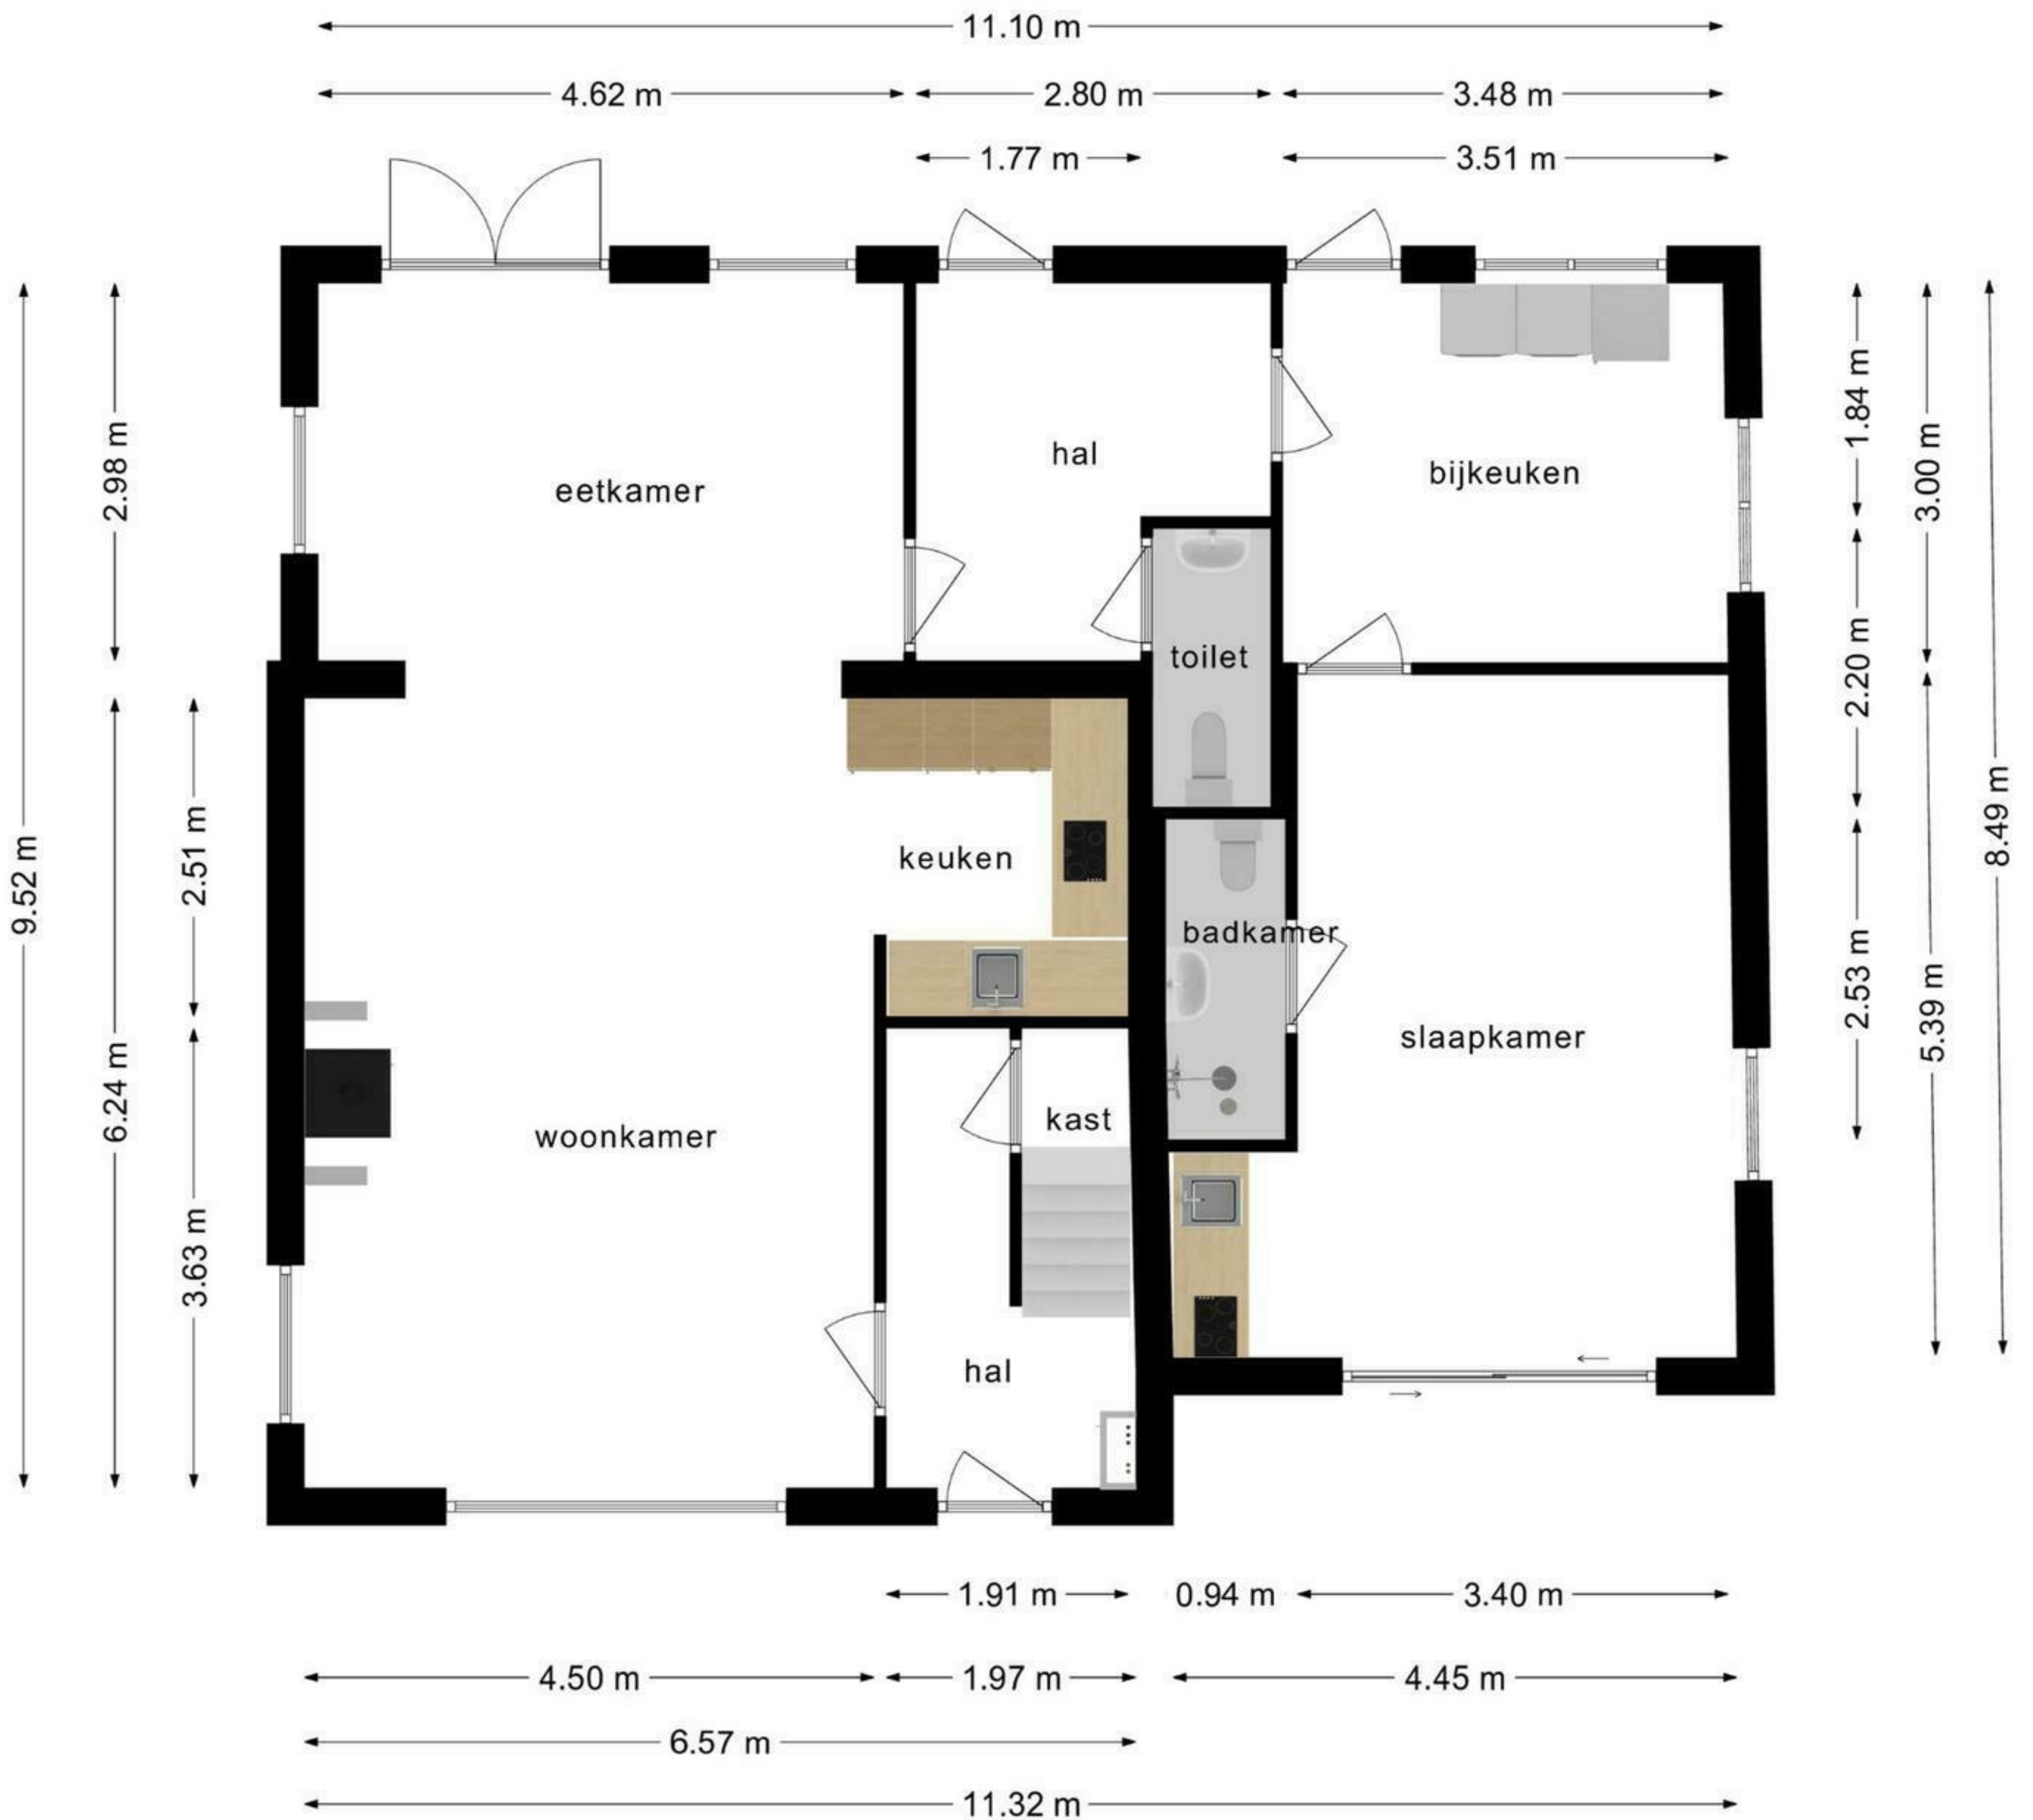 11.10 m
4.62 m
2.80 m
3.48 m
1.77 m
3.51 m
2.98 m
1.84 m
3.00 m
hal
bijkeuken
eetkamer
toilet
2.20 m
8.49 m
2.51 m
9.52 m
keuken
badkamer
2.53 m
5.39 m
slaapkamer
6.24 m
kast
woonkamer
3.63 m
hal
1.91 m
0.94 m
3.40 m
4.50 m
1.97 m
4.45 m
6.57 m
11.32 m